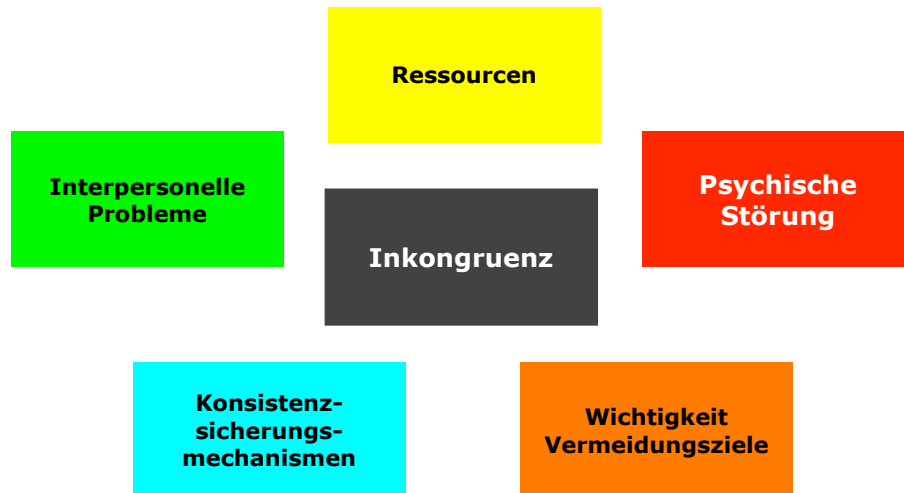 Ressourcen
Interpersonelle
Probleme
Psychische
Störung
Inkongruenz
Konsistenz-
sicherungs-
mechanismen
Wichtigkeit
Vermeidungsziele